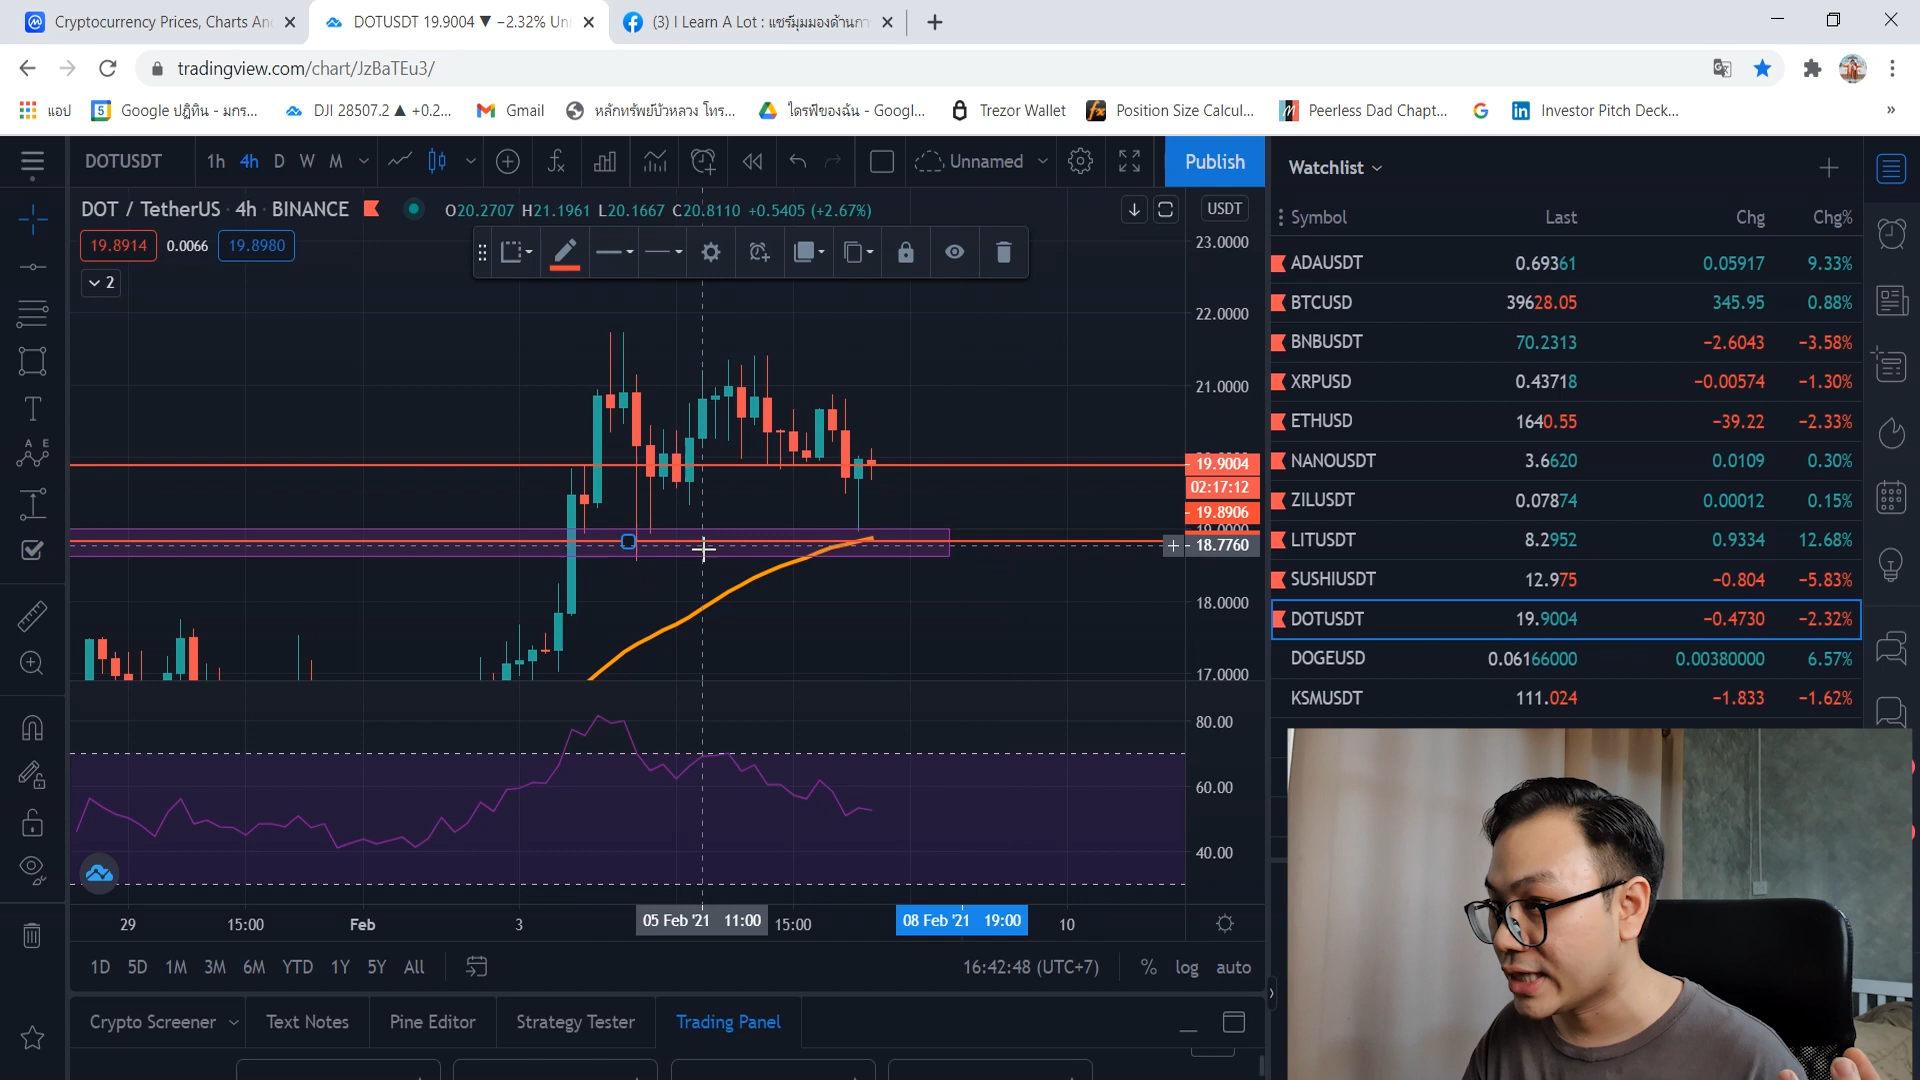 Cryptocurrency Prices, Charts And
DOTUSDT 19.9004 ▼ −2.32% Un
(3) I Learn A Lot : แชร์มุมมองด้านกา
tradingview.com/chart/JzBaTEu3/
แอป
5
Google ปฏิทิน - มกร...
DJI 28507.2 ▲ +0.2...
Gmail
หลักทรัพย์บัวหลวง โทร...
ไดรฟ์ของฉัน - Googl...
Trezor Wallet
Position Size Calcul...
Peerless Dad Chapt...
Investor Pitch Deck...
»
DOTUSDT
1h 4h D W M
Unnamed
Publish
Watchlist
DOT / TetherUS · 4h · BINANCE
O20.2707 H21.1961 L20.1667 C20.8110 +0.5405 (+2.67%)
USDT
19.8914 0.0066 19.8980
2
Symbol Last Chg Chg%
ADAUSDT 0.69361 0.05917 9.33%
BTCUSD 39628.05 345.95 0.88%
BNBUSDT 70.2313 −2.6043 −3.58%
XRPUSD 0.43718 −0.00574 −1.30%
ETHUSD 1640.55 −39.22 −2.33%
NANOUSDT 3.6620 0.0109 0.30%
ZILUSDT 0.07874 0.00012 0.15%
LITUSDT 8.2952 0.9334 12.68%
SUSHIUSDT 12.975 −0.804 −5.83%
DOTUSDT 19.9004 −0.4730 −2.32%
DOGEUSD 0.06166000 0.00380000 6.57%
KSMUSDT 111.024 −1.833 −1.62%
23.0000
22.0000
21.0000
19.9004
02:17:12
19.8906
18.7760
18.0000
17.0000
80.00
60.00
40.00
29 15:00 Feb 3 05 Feb '21 11:00 15:00 08 Feb '21 19:00 10
1D 5D 1M 3M 6M YTD 1Y 5Y All
16:42:48 (UTC+7) % log auto
Crypto Screener Text Notes Pine Editor Strategy Tester Trading Panel